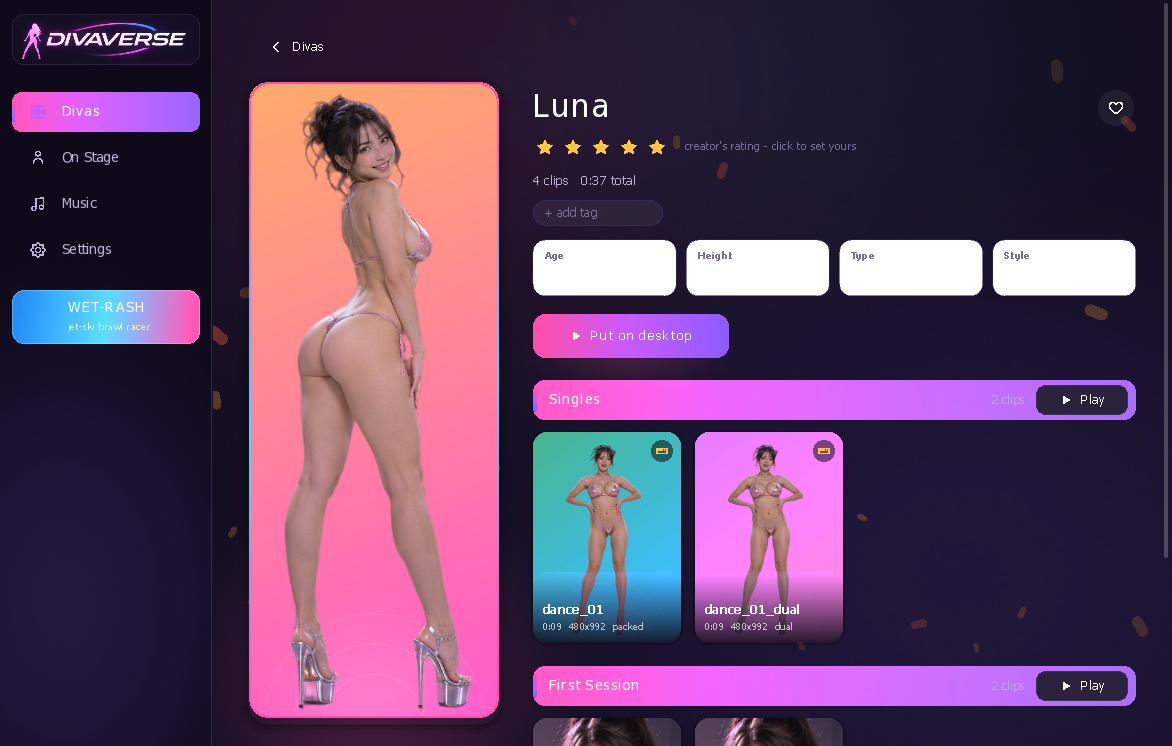 DIVAVERSE
Divas
On Stage
Music
Settings
WET-RASH
jet-ski brawl racer
Divas
Luna
creator's rating - click to set yours
4 clips 0:37 total
+ add tag
Age
Height
Type
Style
Put on desktop
Singles
2 clips
Play
dance_01
0:09 480x992 packed
dance_01_dual
0:09 480x992 dual
First Session
2 clips
Play